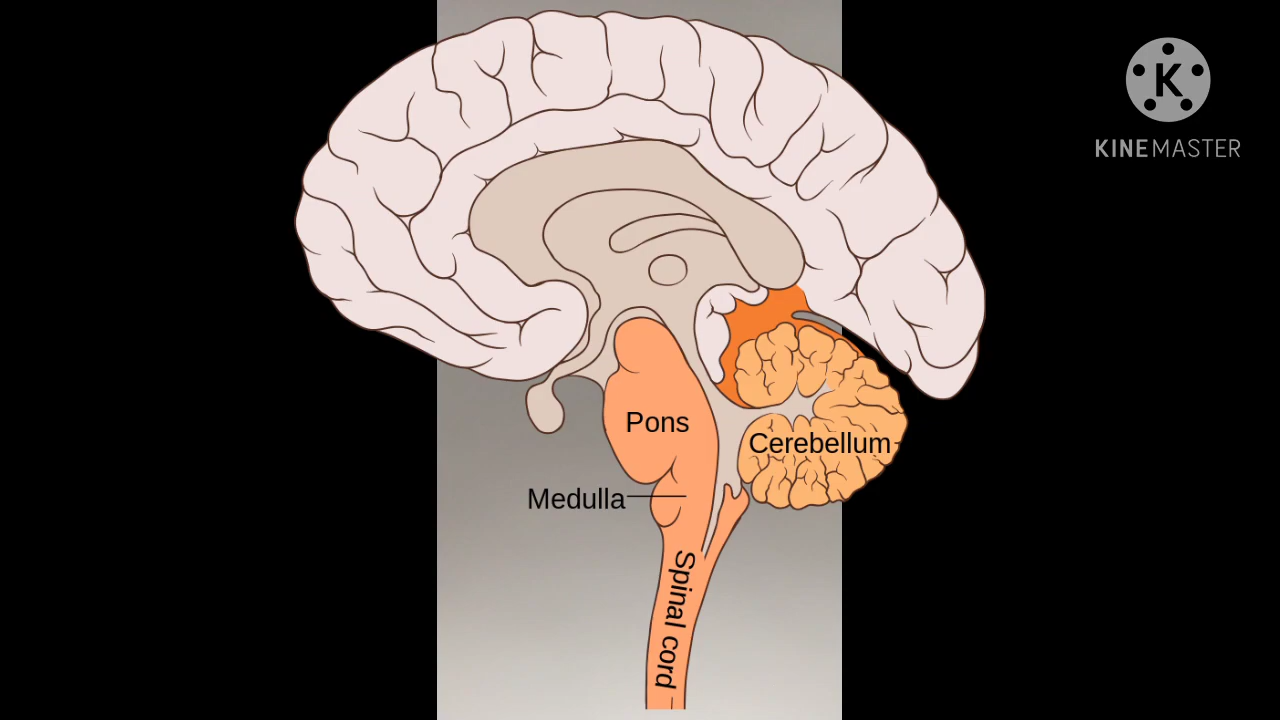 K
KINEMASTER
Pons
Cerebellum
Medulla
Spinal cord